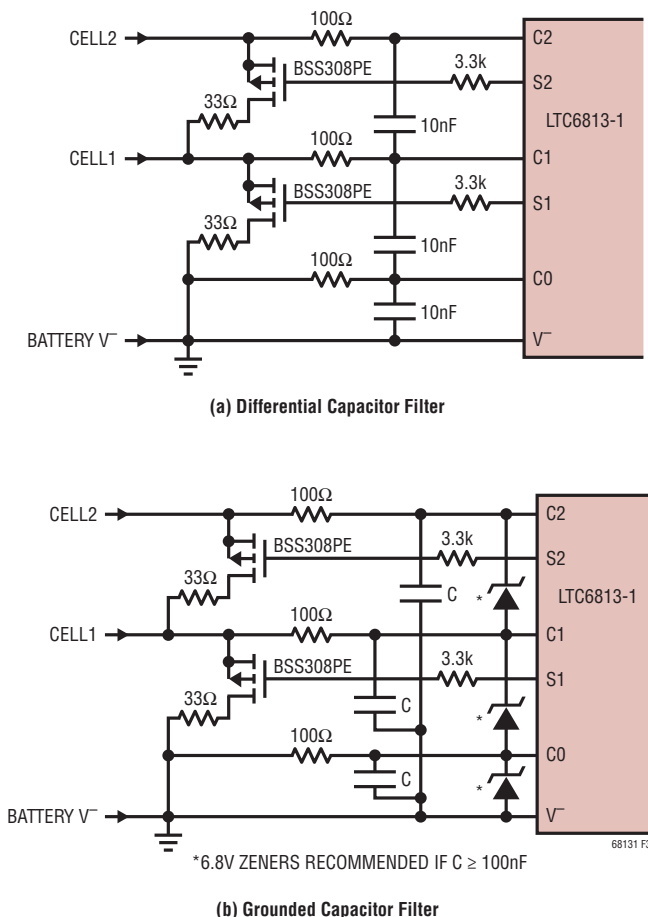 100Ω
CELL2
C2
BSS308PE
3.3k
S2
33Ω
LTC6813-1
10nF
100Ω
CELL1
C1
BSS308PE
3.3k
S1
33Ω
10nF
100Ω
C0
10nF
BATTERY V–
V–
(a) Differential Capacitor Filter
100Ω
CELL2
C2
BSS308PE
3.3k
S2
33Ω
C
*
LTC6813-1
100Ω
CELL1
C1
BSS308PE
3.3k
S1
33Ω
C
*
100Ω
C0
C
*
BATTERY V–
V–
68131 F3
*6.8V ZENERS RECOMMENDED IF C ≥ 100nF
(b) Grounded Capacitor Filter